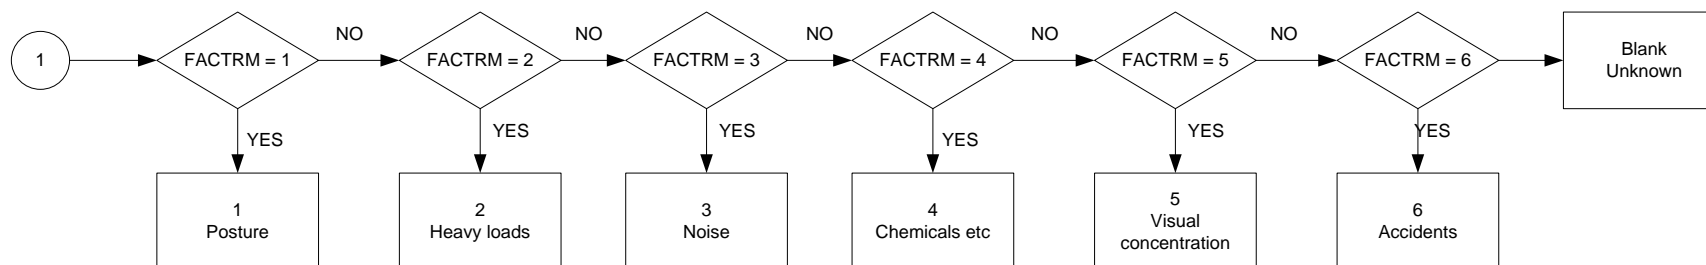 1
FACTRM = 1
NO
FACTRM = 2
NO
FACTRM = 3
NO
FACTRM = 4
NO
FACTRM = 5
NO
FACTRM = 6
Blank
Unknown
YES
YES
YES
YES
YES
YES
1
Posture
2
Heavy loads
3
Noise
4
Chemicals etc
5
Visual
concentration
6
Accidents